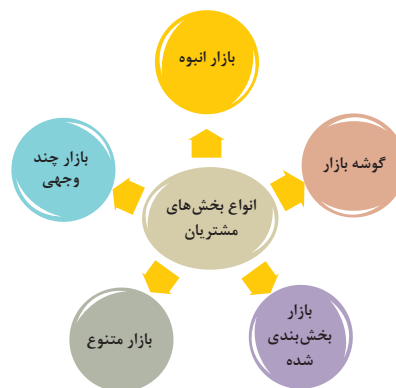 بازار انبوه
گوشه بازار
بازار چند
وجهی
انواع بخش‌های
مشتریان
بازار
بخش‌بندی
شده
بازار متنوع